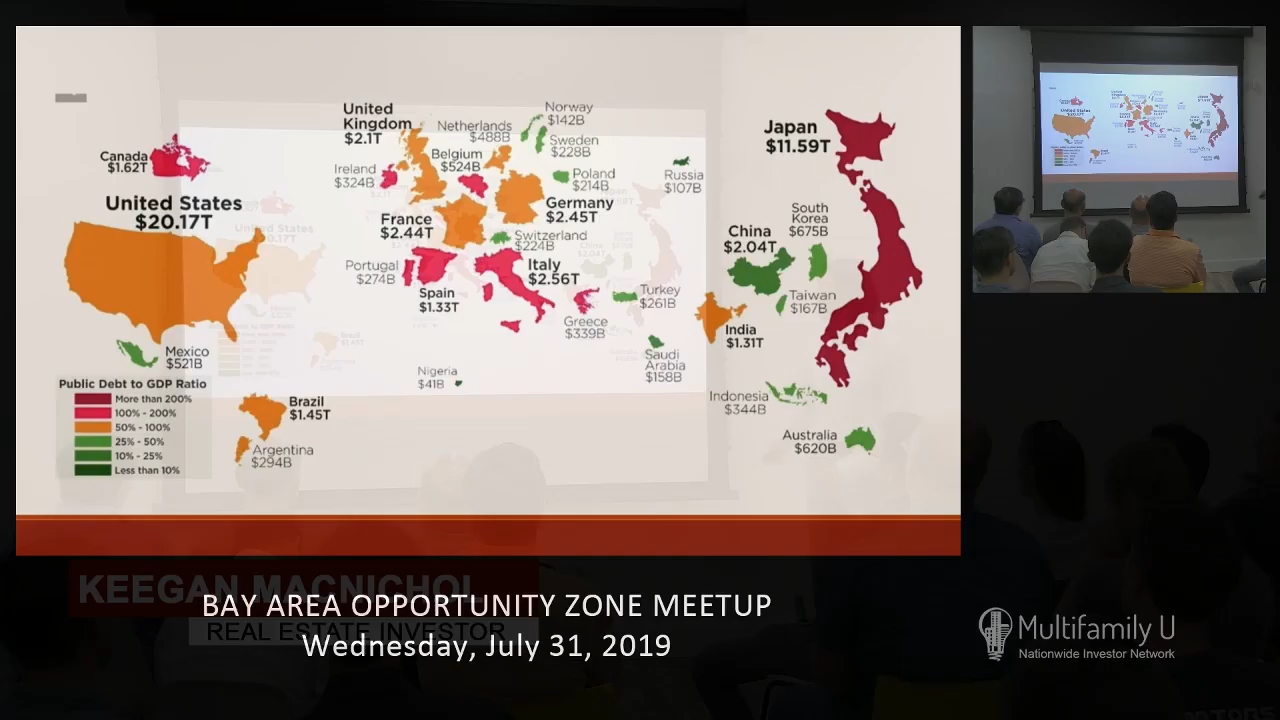 Canada
$1.62T
United States
$20.17T
Mexico
$521B
Brazil
$1.45T
Argentina
$294B
United
Kingdom
$2.1T
Ireland
$324B
Netherlands
$488B
Belgium
$524B
Norway
$142B
Sweden
$228B
Poland
$214B
Germany
$2.45T
France
$2.44T
Switzerland
$224B
Portugal
$274B
Spain
$1.33T
Italy
$2.56T
Greece
$339B
Turkey
$261B
Russia
$107B
Nigeria
$41B
Saudi
Arabia
$158B
Japan
$11.59T
South
Korea
$675B
China
$2.04T
Taiwan
$167B
India
$1.31T
Indonesia
$344B
Australia
$620B
Public Debt to GDP Ratio
More than 200%
100% - 200%
50% - 100%
25% - 50%
10% - 25%
Less than 10%
KEEGAN MACNICHOL
REAL ESTATE INVESTOR
BAY AREA OPPORTUNITY ZONE MEETUP
Wednesday, July 31, 2019
Multifamily U
Nationwide Investor Network